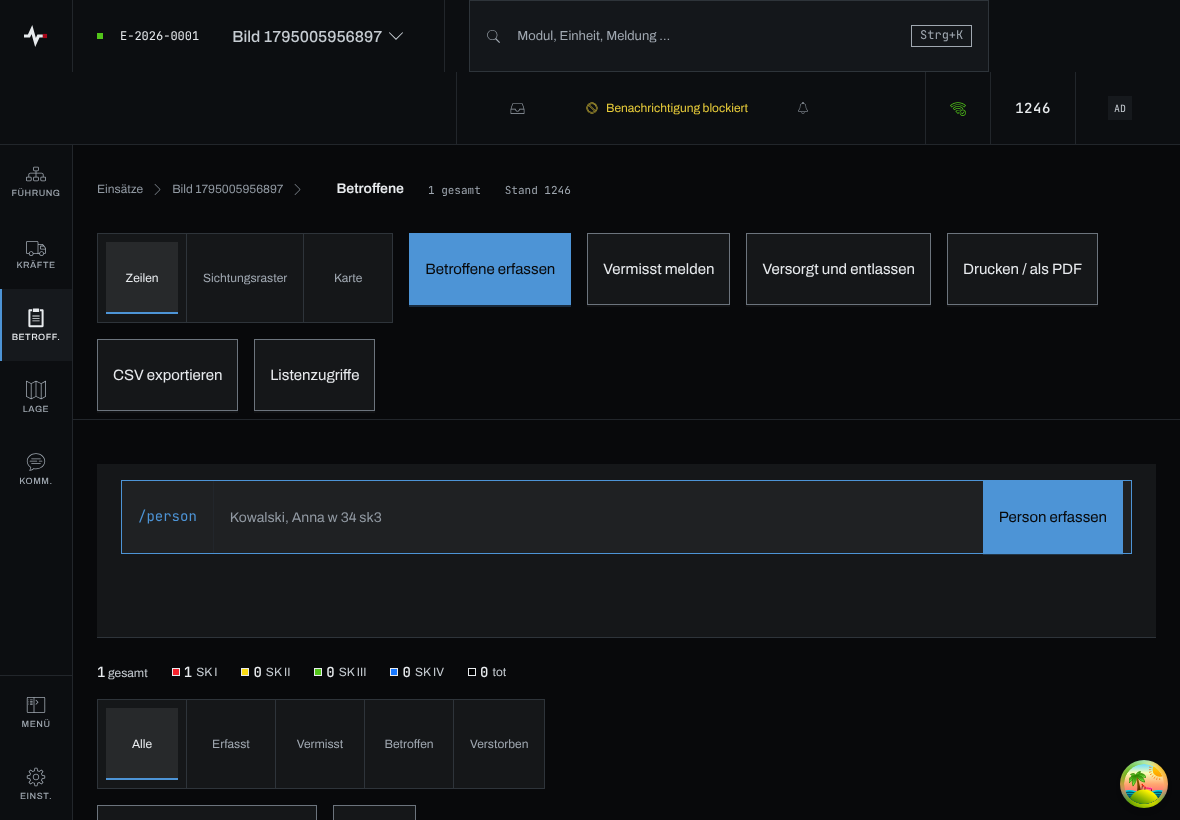 E-2026-0001 Bild 1795005956897
Modul, Einheit, Meldung ... Strg+K
Benachrichtigung blockiert 1246 AD
FÜHRUNG
KRÄFTE
BETROFF.
LAGE
KOMM.
MENÜ
EINST.
Einsätze Bild 1795005956897 Betroffene 1 gesamt Stand 1246
Zeilen Sichtungsraster Karte Betroffene erfassen Vermisst melden Versorgt und entlassen Drucken / als PDF
CSV exportieren Listenzugriffe
/person Kowalski, Anna w 34 sk3 Person erfassen
1 gesamt 1 SK I 0 SK II 0 SK III 0 SK IV 0 tot
Alle Erfasst Vermisst Betroffen Verstorben